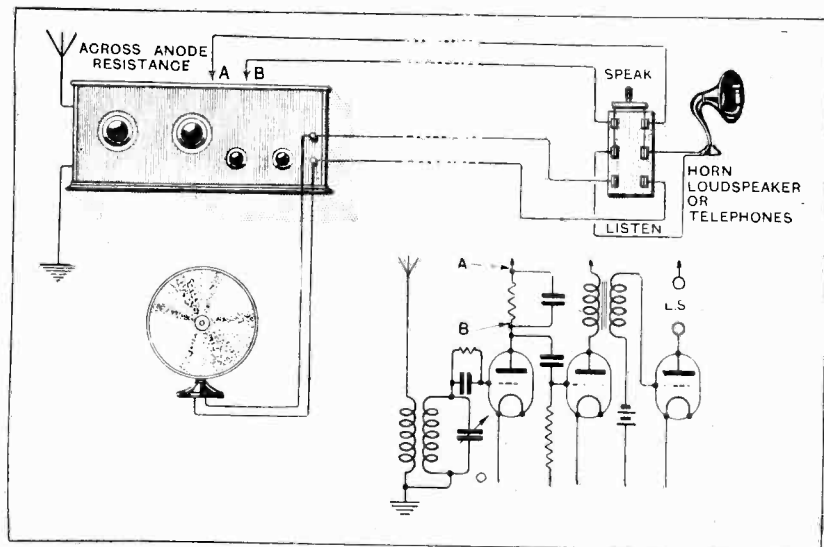 ACROSS ANODE
RESISTANCE
A B
SPEAK
HORN
LOUDSPEAKER
OR
TELEPHONES
LISTEN
A
B
L.S